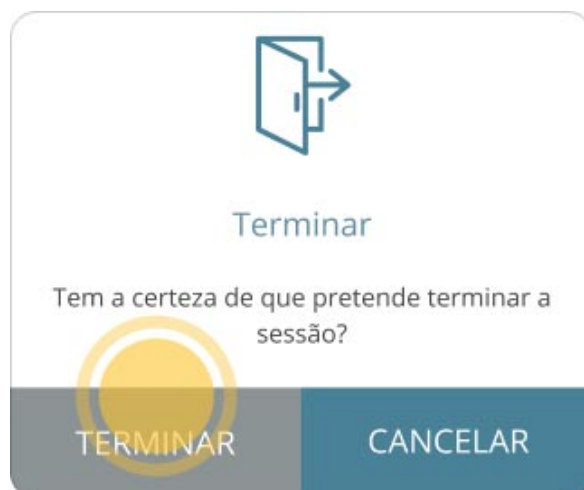 Terminar
Tem a certeza de que pretende terminar a
sessão?
TERMINAR
CANCELAR